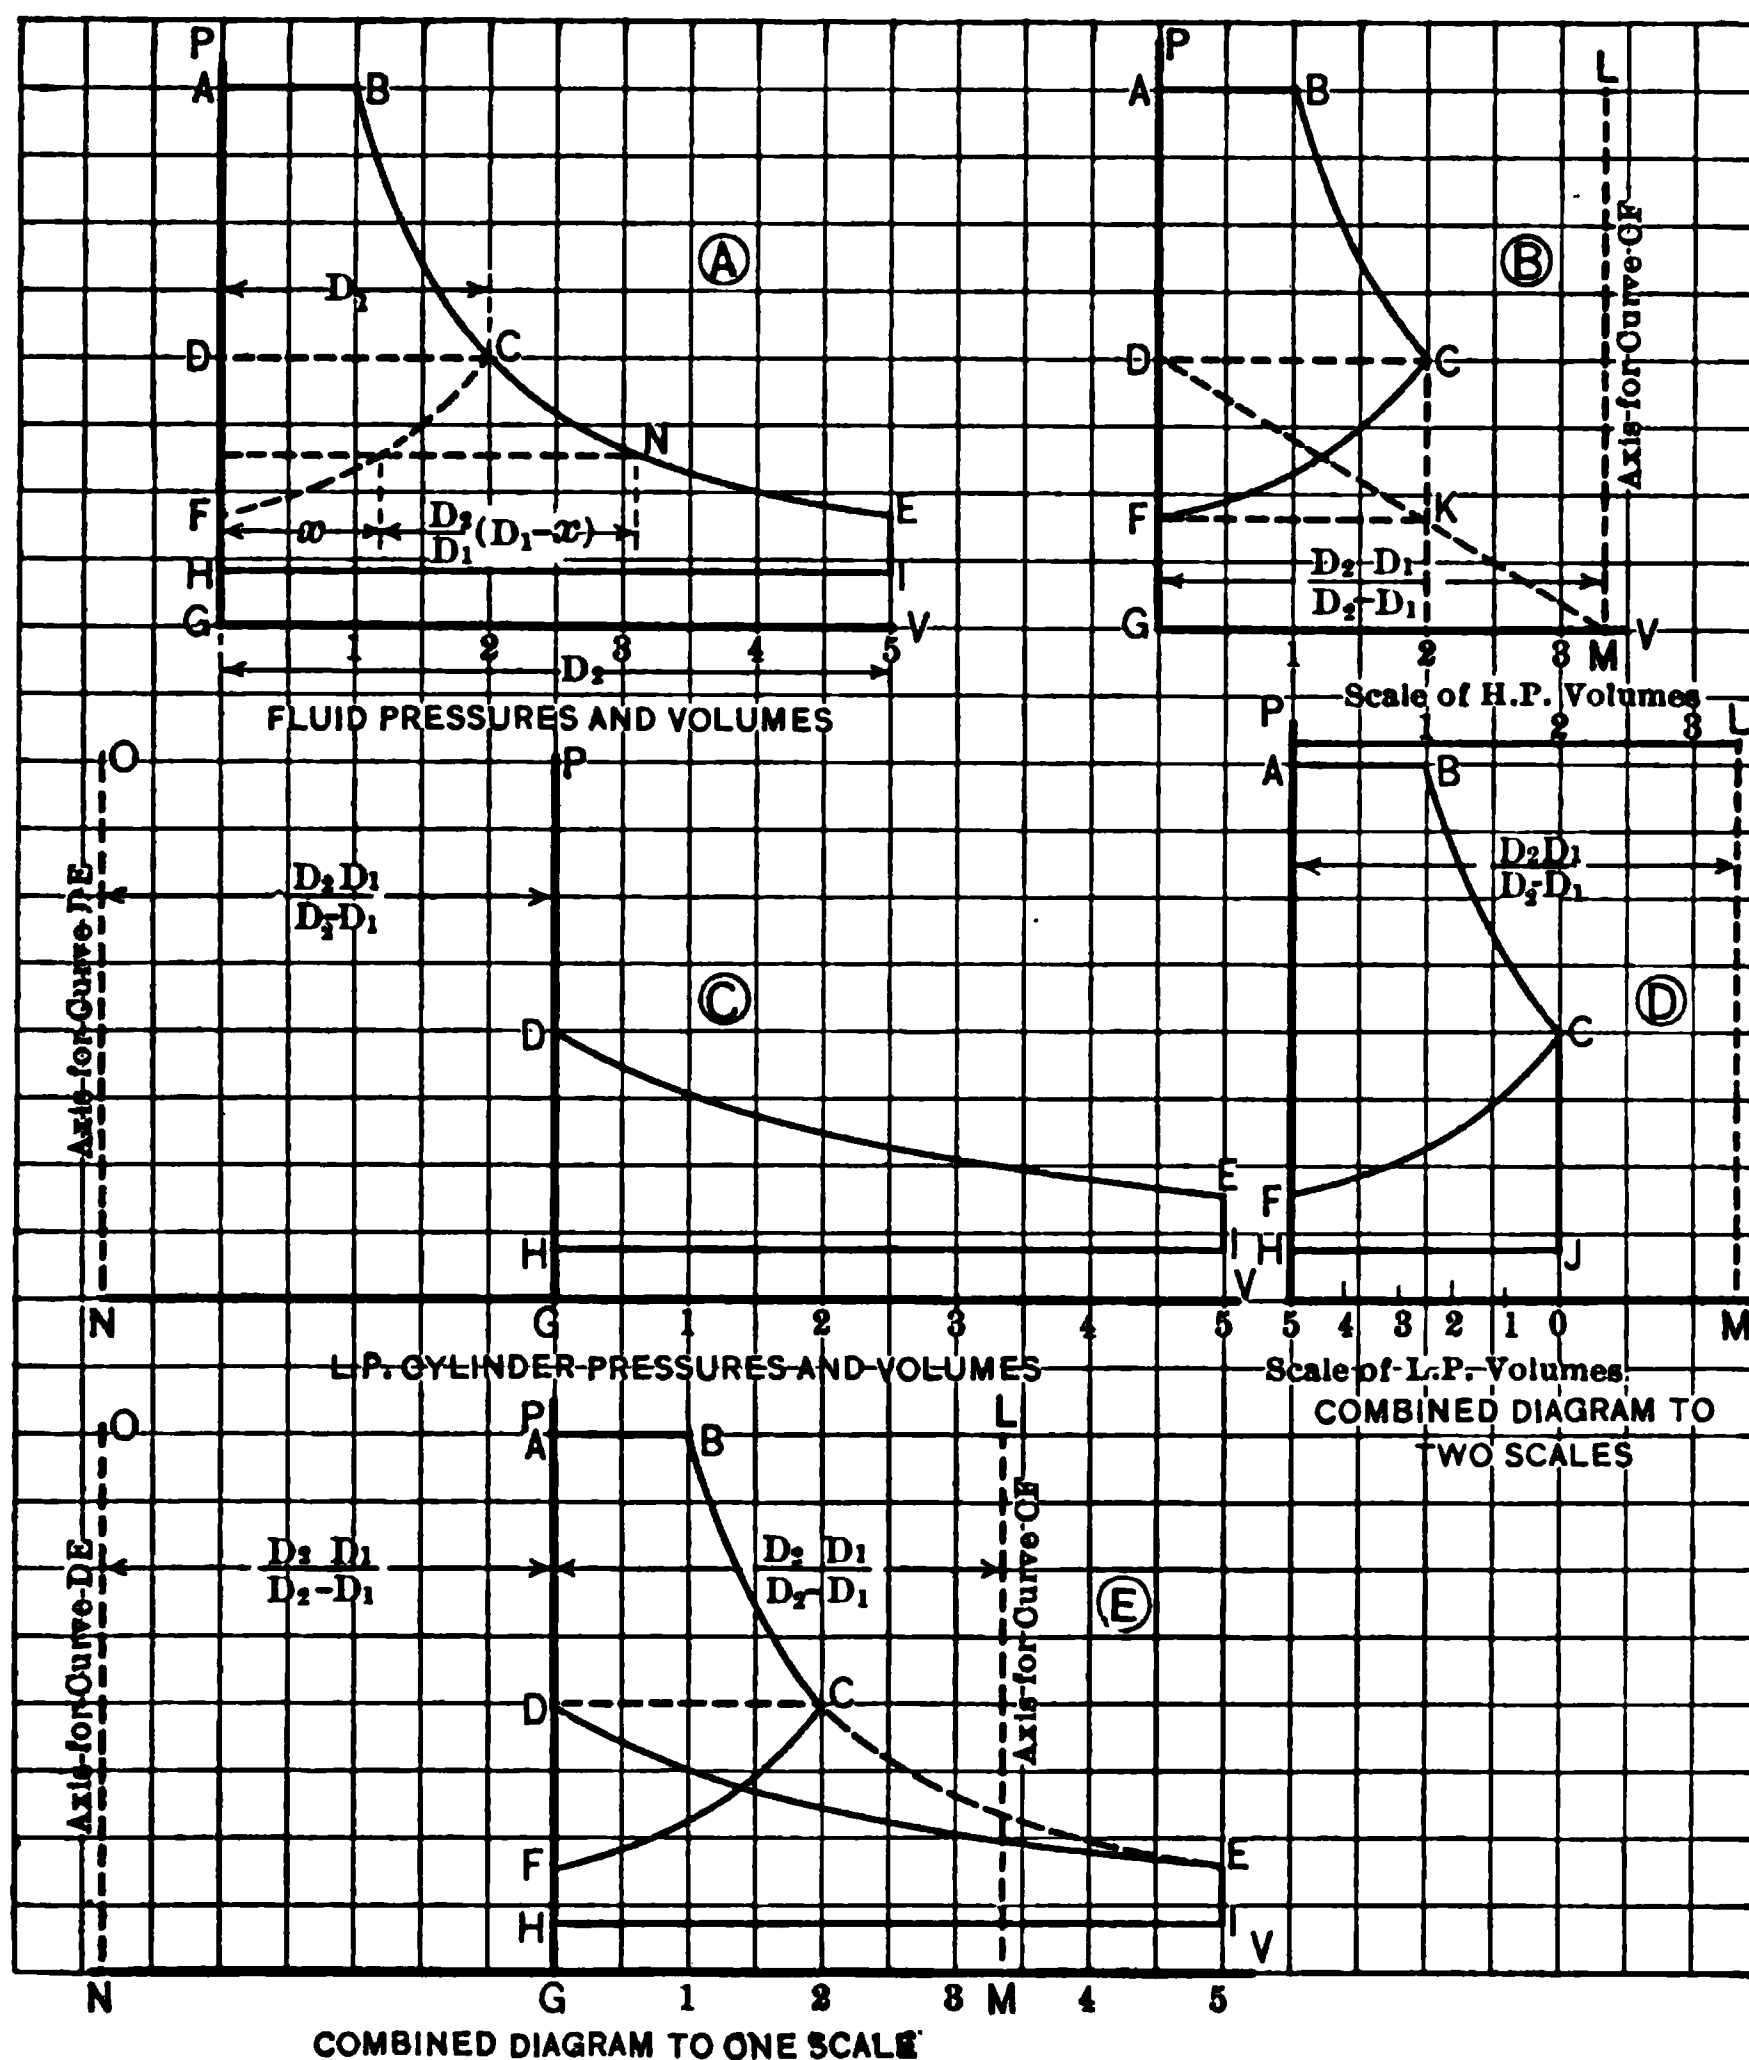 P
A B
Ⓐ
D₁
D C
N
F x D₂/D₁ (D₁-x) E
H I
G 1 2 3 4 5 V
D₂
FLUID PRESSURES AND VOLUMES
P
A B L
Ⓑ
Axis for Curve CF
D C
F K
D₂ D₁
D₂-D₁
G 1 2 3 M V
Scale of H.P. Volumes
O
P
D₂ D₁
D₂-D₁
Axis for Curve DE
Ⓒ
D
E
H I
V
N G 1 2 3 4 5
L.P. CYLINDER PRESSURES AND VOLUMES
P 1 2 3 L
A B
D₂ D₁
D₂-D₁
Ⓓ
C
F
H J
5 4 3 2 1 0 M
Scale of L.P. Volumes
COMBINED DIAGRAM TO
TWO SCALES
O
P L
A B
D₂ D₁
D₂-D₁
D₂ D₁
D₂-D₁
Ⓔ
Axis for Curve DE
Axis for Curve CF
D C
F E
H I
V
N G 1 2 3 M 4 5
COMBINED DIAGRAM TO ONE SCALE